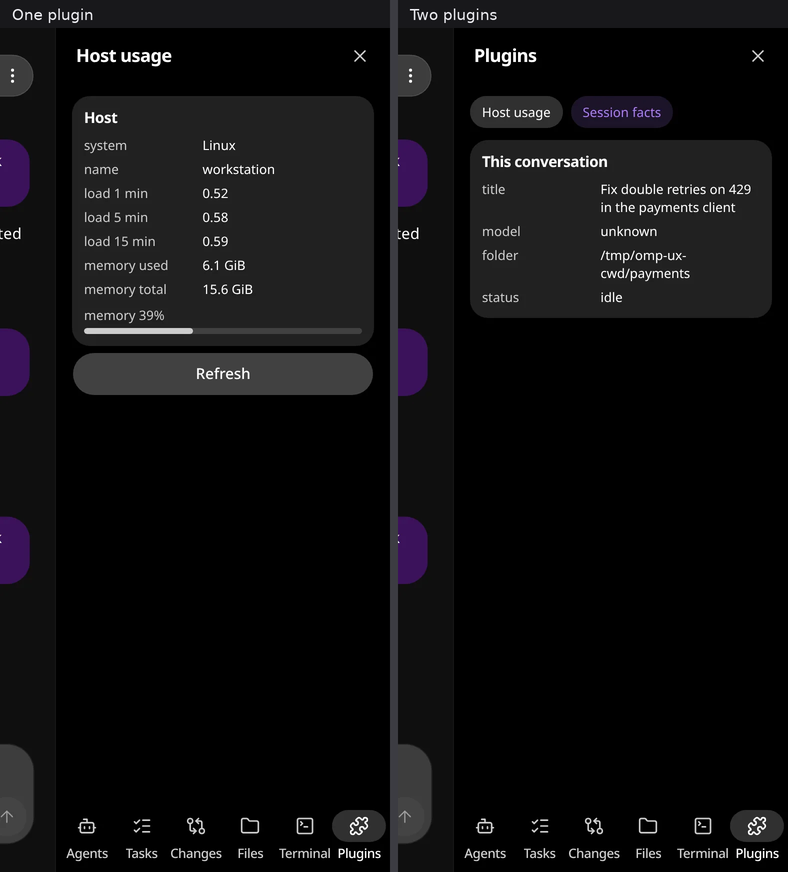 One plugin
Host usage
Host
system Linux
name workstation
load 1 min 0.52
load 5 min 0.58
load 15 min 0.59
memory used 6.1 GiB
memory total 15.6 GiB
memory 39%
Refresh
ted
Agents Tasks Changes Files Terminal Plugins
Two plugins
Plugins
Host usage Session facts
This conversation
title Fix double retries on 429
in the payments client
model unknown
folder /tmp/omp-ux-
cwd/payments
status idle
ted
Agents Tasks Changes Files Terminal Plugins